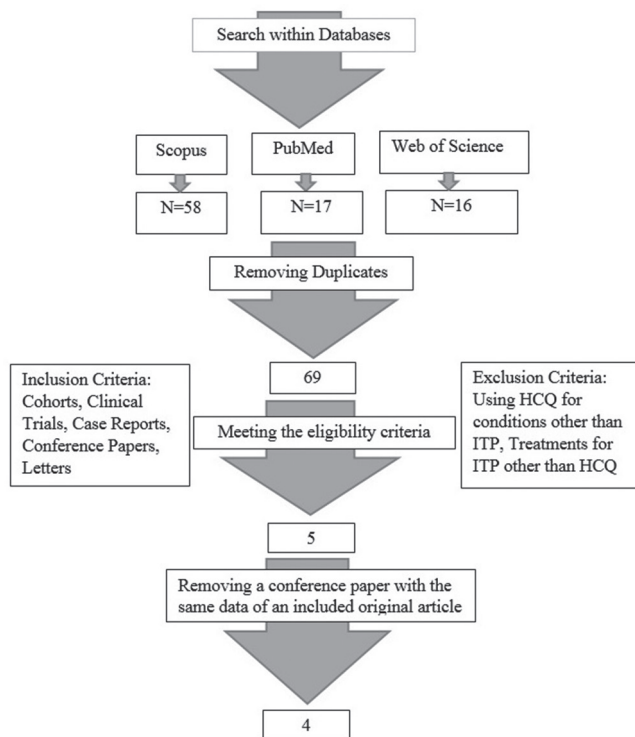 Search within Databases
Scopus
PubMed
Web of Science
N=58
N=17
N=16
Removing Duplicates
69
Inclusion Criteria:
Cohorts, Clinical
Trials, Case Reports,
Conference Papers,
Letters
Meeting the eligibility criteria
Exclusion Criteria:
Using HCQ for
conditions other than
ITP, Treatments for
ITP other than HCQ
5
Removing a conference paper with the
same data of an included original article
4